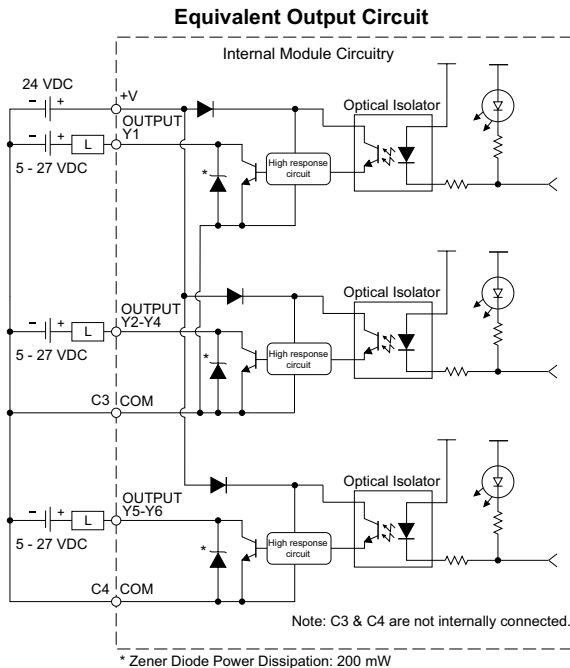 Equivalent Output Circuit
Internal Module Circuitry
24 VDC
− +
+V
Optical Isolator
OUTPUT
Y1
− +
L
5 - 27 VDC
*
High response
circuit
Optical Isolator
OUTPUT
Y2-Y4
− +
L
5 - 27 VDC
*
High response
circuit
C3 COM
Optical Isolator
OUTPUT
Y5-Y6
− +
L
5 - 27 VDC
*
High response
circuit
C4 COM
Note: C3 & C4 are not internally connected.
* Zener Diode Power Dissipation: 200 mW